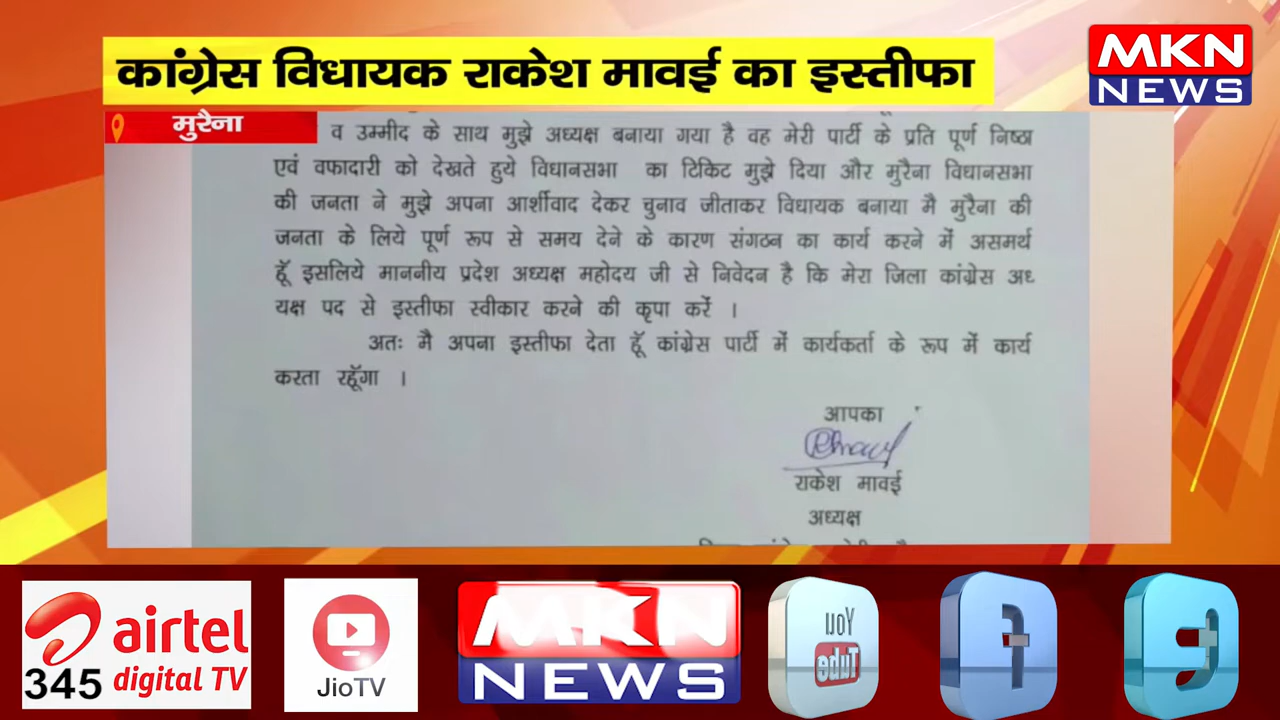 कांग्रेस विधायक राकेश मावई का इस्तीफा
MKN
NEWS
मुरैना
व उम्मीद के साथ मुझे अध्यक्ष बनाया गया है वह मेरी पार्टी के प्रति पूर्ण निष्ठा
एवं वफादारी को देखते हुये विधानसभा का टिकिट मुझे दिया और मुरैना विधानसभा
की जनता ने मुझे अपना आर्शीवाद देकर चुनाव जीताकर विधायक बनाया मै मुरैना की
जनता के लिये पूर्ण रूप से समय देने के कारण संगठन का कार्य करने में असमर्थ
हूॅ इसलिये माननीय प्रदेश अध्यक्ष महोदय जी से निवेदन है कि मेरा जिला कांग्रेस अध
यक्ष पद से इस्तीफा स्वीकार करने की कृपा करें ।
अतः मै अपना इस्तीफा देता हूॅ कांग्रेस पार्टी में कार्यकर्ता के रूप में कार्य
करता रहूॅगा ।
आपका
राकेश मावई
अध्यक्ष
airtel
345 digital TV
JioTV
MKN
NEWS
You
Tube